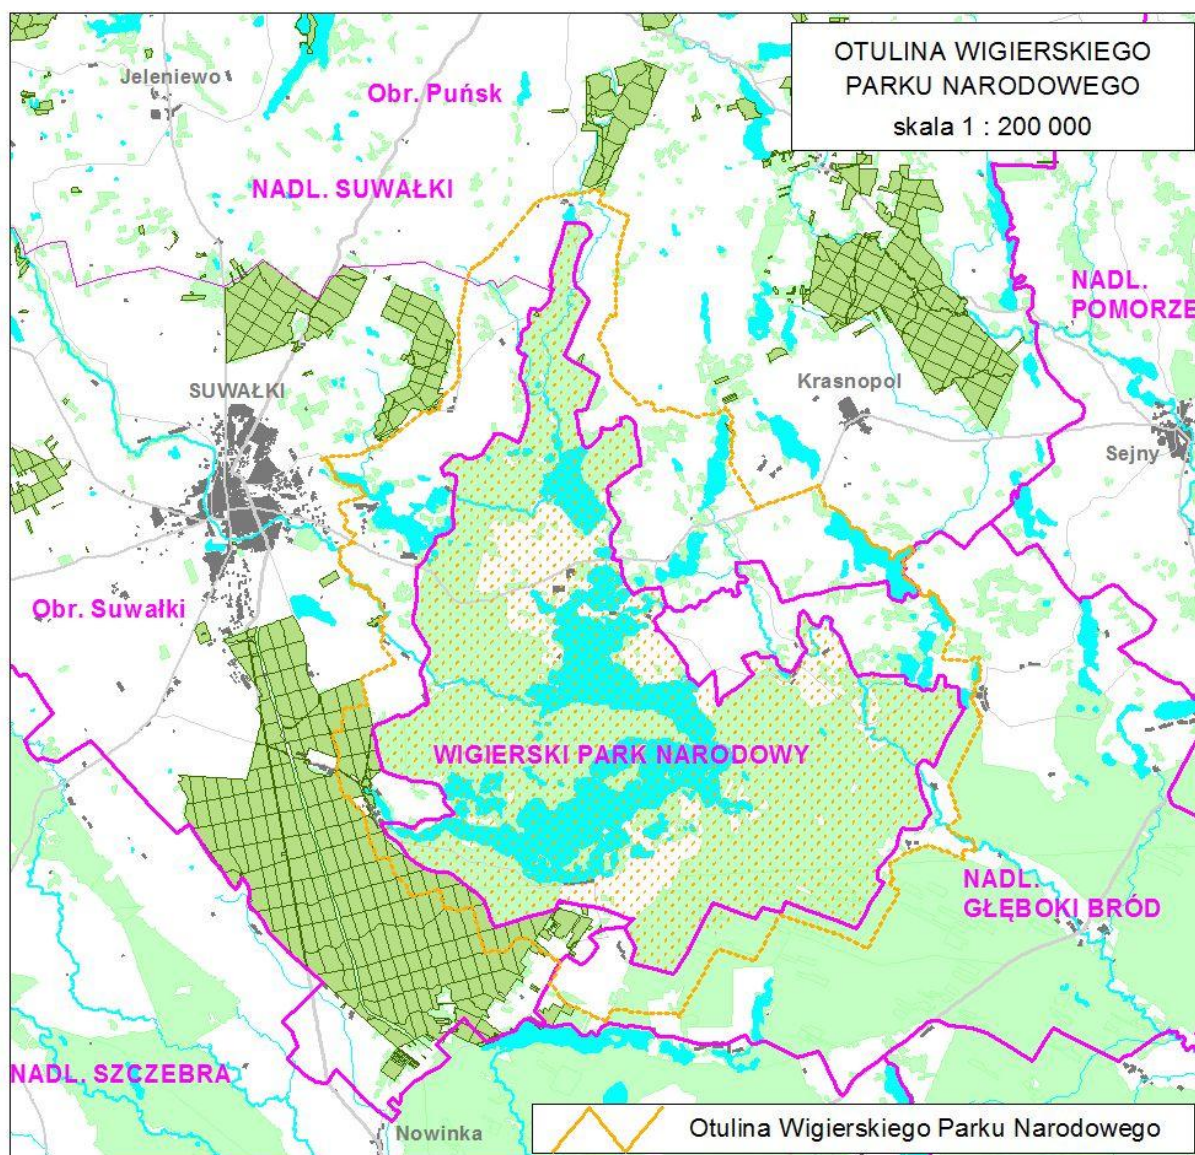 OTULINA WIGIERSKIEGO
PARKU NARODOWEGO
skala 1 : 200 000
Jeleniewo
Obr. Puńsk
NADL. SUWAŁKI
NADL.
POMORZE
SUWAŁKI
Krasnopol
Sejny
Obr. Suwałki
WIGIERSKI PARK NARODOWY
NADL.
GŁĘBOKI BRÓD
NADL. SZCZEBRA
Nowinka
Otulina Wigierskiego Parku Narodowego